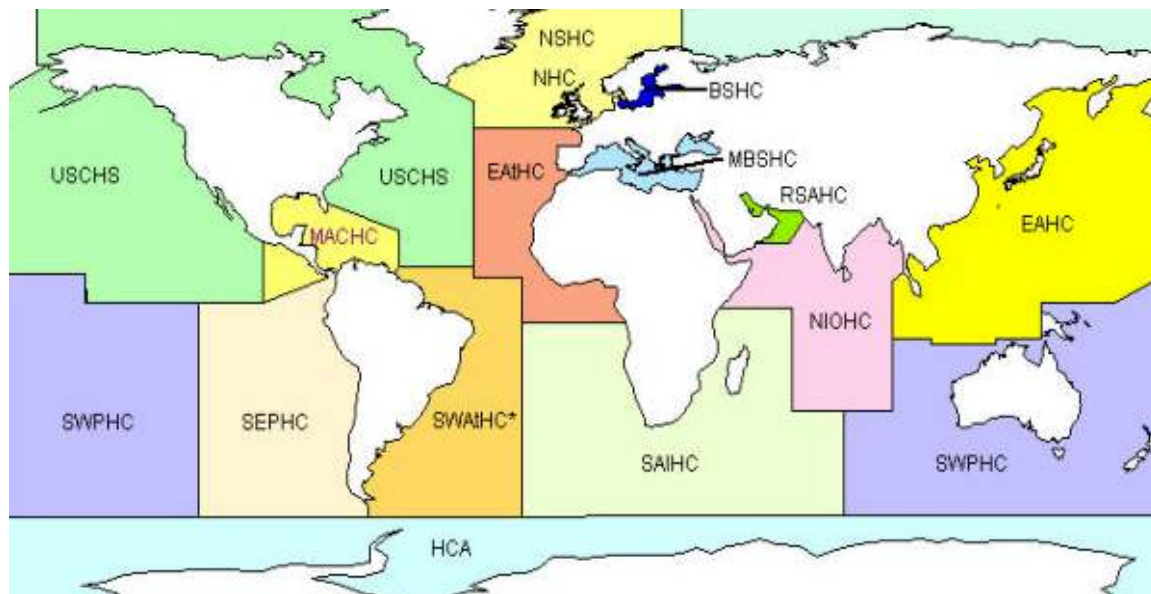 NSHC
NHC
BSHC
MBSHC
USCHS
USCHS
EAtHC
RSAHC
MACHC
EAHC
NIOHC
SWPHC
SEPHC
SWAtHC*
SAIHC
SWPHC
HCA